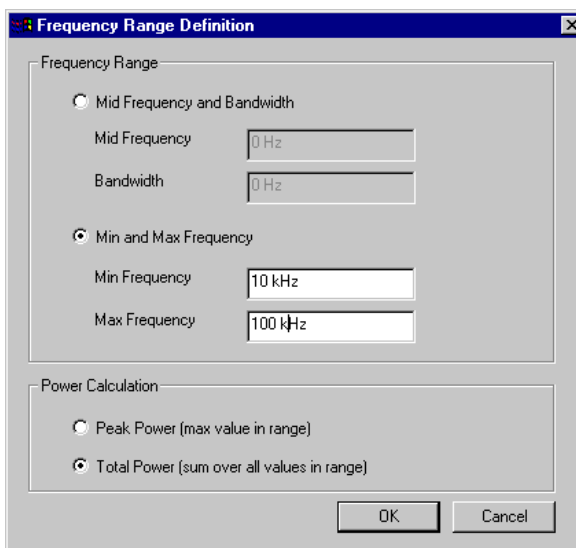 Frequency Range Definition
Frequency Range
Mid Frequency and Bandwidth
Mid Frequency
0 Hz
Bandwidth
0 Hz
Min and Max Frequency
Min Frequency
10 kHz
Max Frequency
100 kHz
Power Calculation
Peak Power (max value in range)
Total Power (sum over all values in range)
OK
Cancel